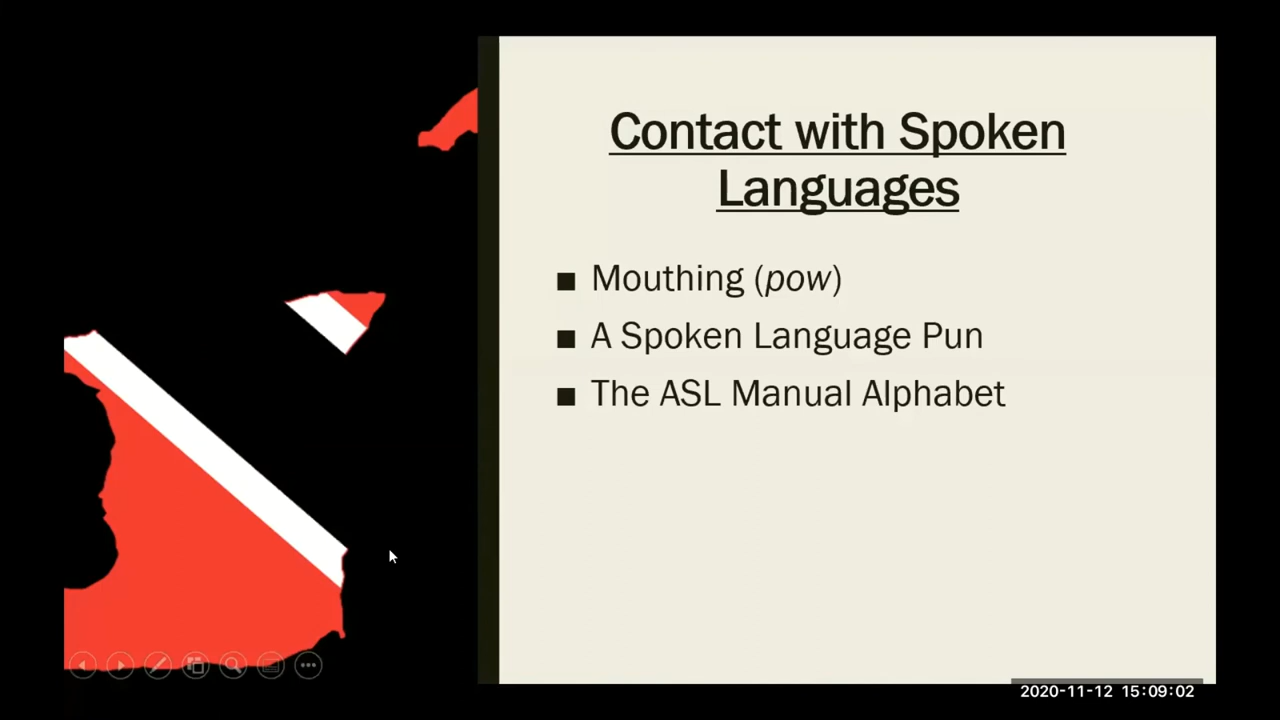 Contact with Spoken
Languages
■ Mouthing (pow)
■ A Spoken Language Pun
■ The ASL Manual Alphabet
2020-11-12 15:09:02